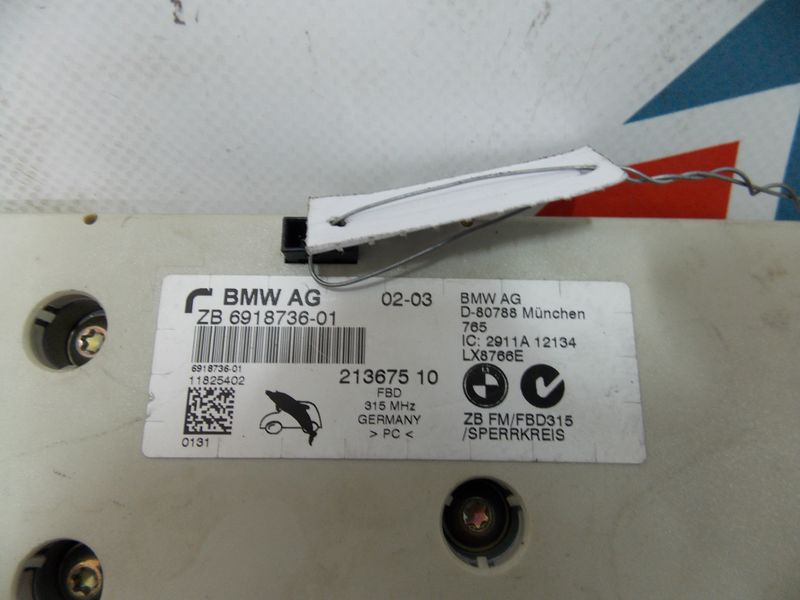 BMW AG
02-03
ZB 6918736-01
6918736-01
11825402
0131
213675 10
FBD
315 MHz
GERMANY
> PC <
BMW AG
D-80788 München
765
IC: 2911A 12134
LX8766E
ZB FM/FBD315
/SPERRKREIS